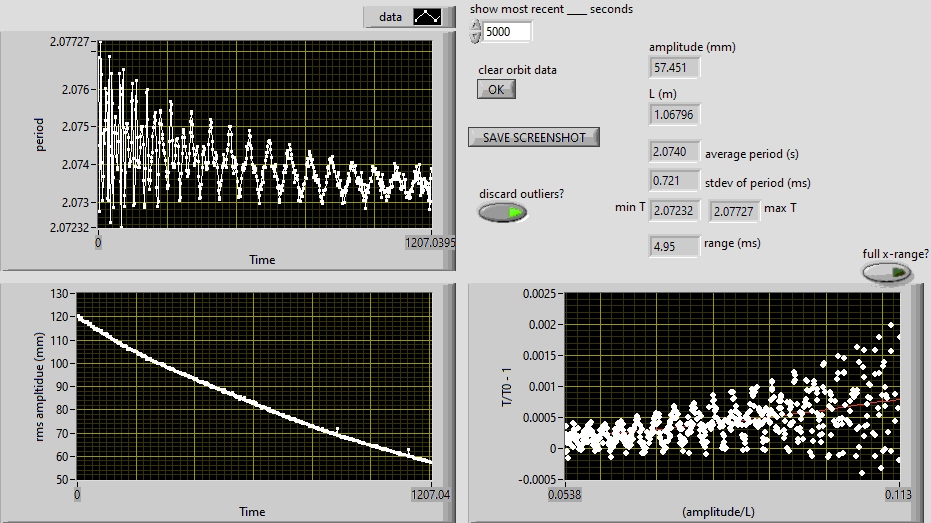 data
2.07727
2.076
2.075
2.074
2.073
2.07232
period
0
1207.0395
Time
show most recent ____ seconds
5000
clear orbit data
OK
SAVE SCREENSHOT
discard outliers?
amplitude (mm)
57.451
L (m)
1.06796
2.0740 average period (s)
0.721 stdev of period (ms)
min T 2.07232 2.07727 max T
4.95 range (ms)
full x-range?
130
120
110
100
90
80
70
60
50
rms ampltidue (mm)
0
1207.04
Time
0.0025
0.002
0.0015
0.001
0.0005
0
-0.0005
T/T0 - 1
0.0538
0.113
(amplitude/L)